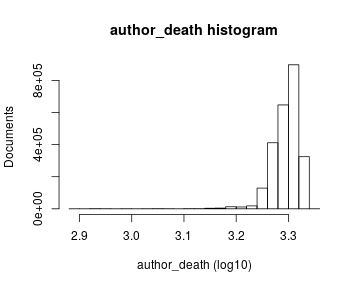 author_death histogram
Documents
8e+05
4e+05
0e+00
2.9 3.0 3.1 3.2 3.3
author_death (log10)